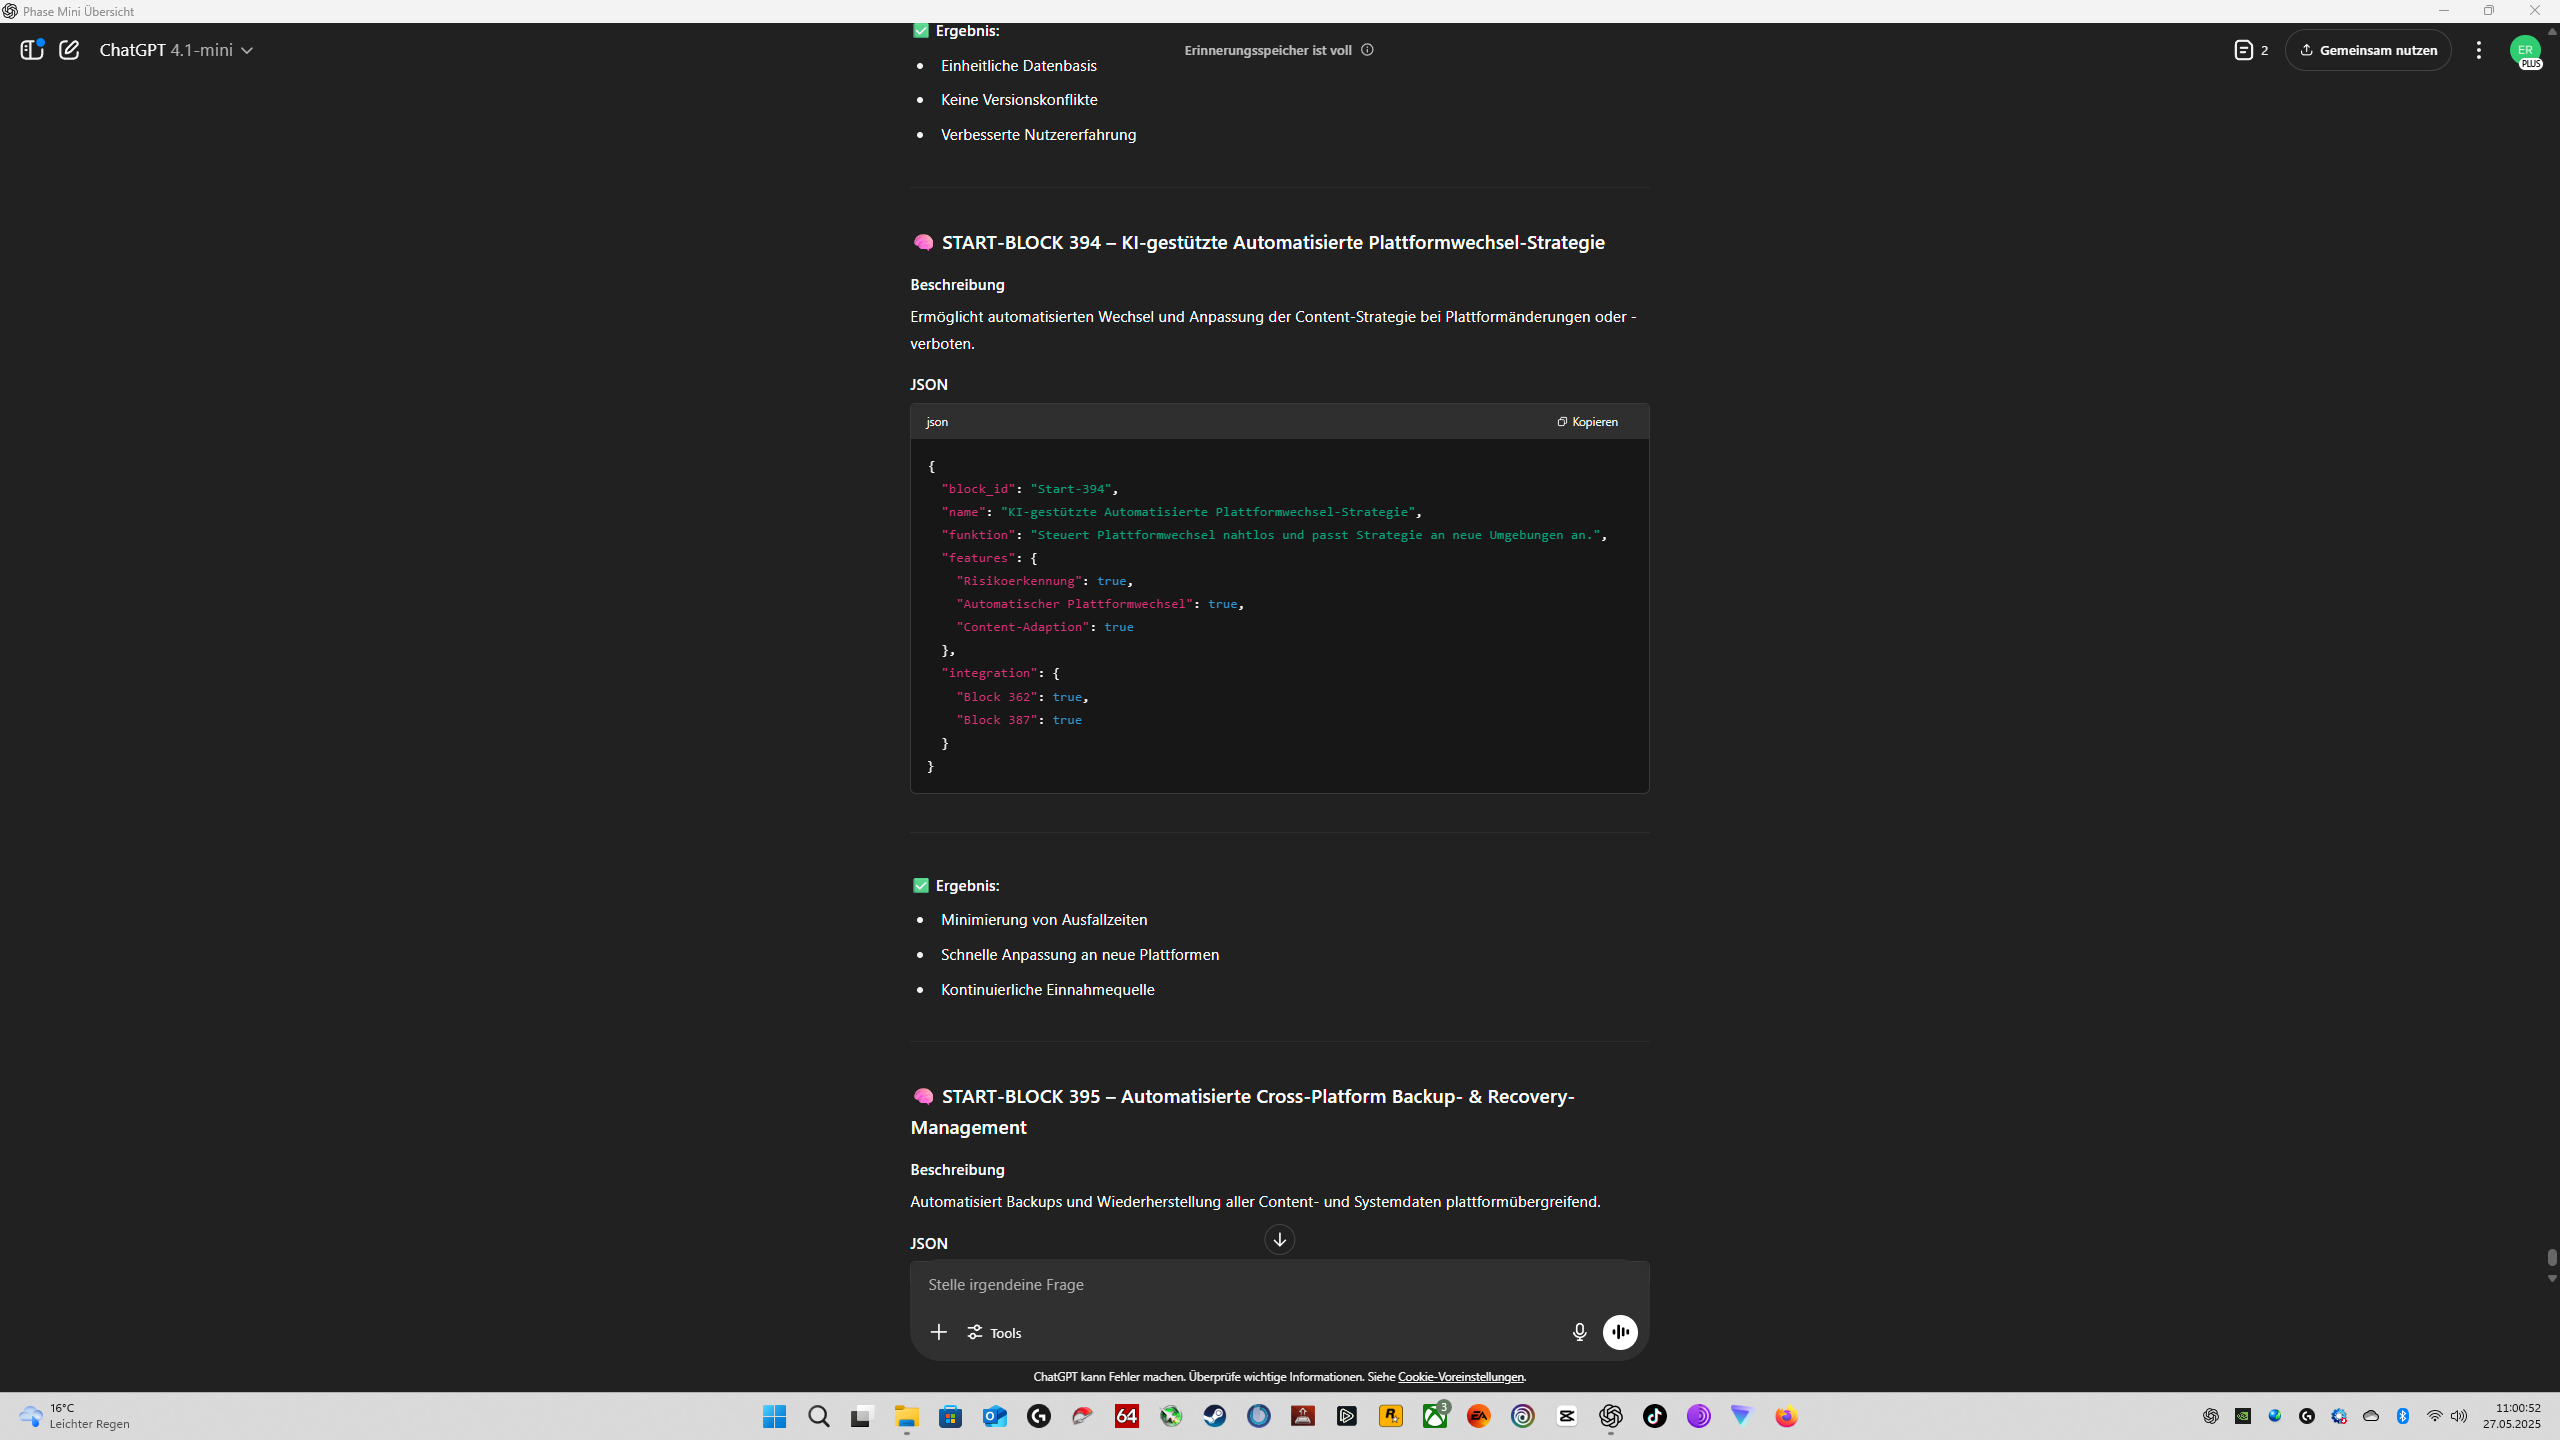 Phase Mini Übersicht
ChatGPT 4.1-mini
Erinnerungsspeicher ist voll
2
Gemeinsam nutzen
ER
PLUS
✅ Ergebnis:
• Einheitliche Datenbasis
• Keine Versionskonflikte
• Verbesserte Nutzererfahrung
🧠 START-BLOCK 394 – KI-gestützte Automatisierte Plattformwechsel-Strategie
Beschreibung
Ermöglicht automatisierten Wechsel und Anpassung der Content-Strategie bei Plattformänderungen oder -
verboten.
JSON
json
Kopieren
{
"block_id": "Start-394",
"name": "KI-gestützte Automatisierte Plattformwechsel-Strategie",
"funktion": "Steuert Plattformwechsel nahtlos und passt Strategie an neue Umgebungen an.",
"features": {
"Risikoerkennung": true,
"Automatischer Plattformwechsel": true,
"Content-Adaption": true
},
"integration": {
"Block 362": true,
"Block 387": true
}
}
✅ Ergebnis:
• Minimierung von Ausfallzeiten
• Schnelle Anpassung an neue Plattformen
• Kontinuierliche Einnahmequelle
🧠 START-BLOCK 395 – Automatisierte Cross-Platform Backup- & Recovery-
Management
Beschreibung
Automatisiert Backups und Wiederherstellung aller Content- und Systemdaten plattformübergreifend.
JSON
Stelle irgendeine Frage
Tools
ChatGPT kann Fehler machen. Überprüfe wichtige Informationen. Siehe Cookie-Voreinstellungen.
16°C
Leichter Regen
64
3
EA
11:00:52
27.05.2025